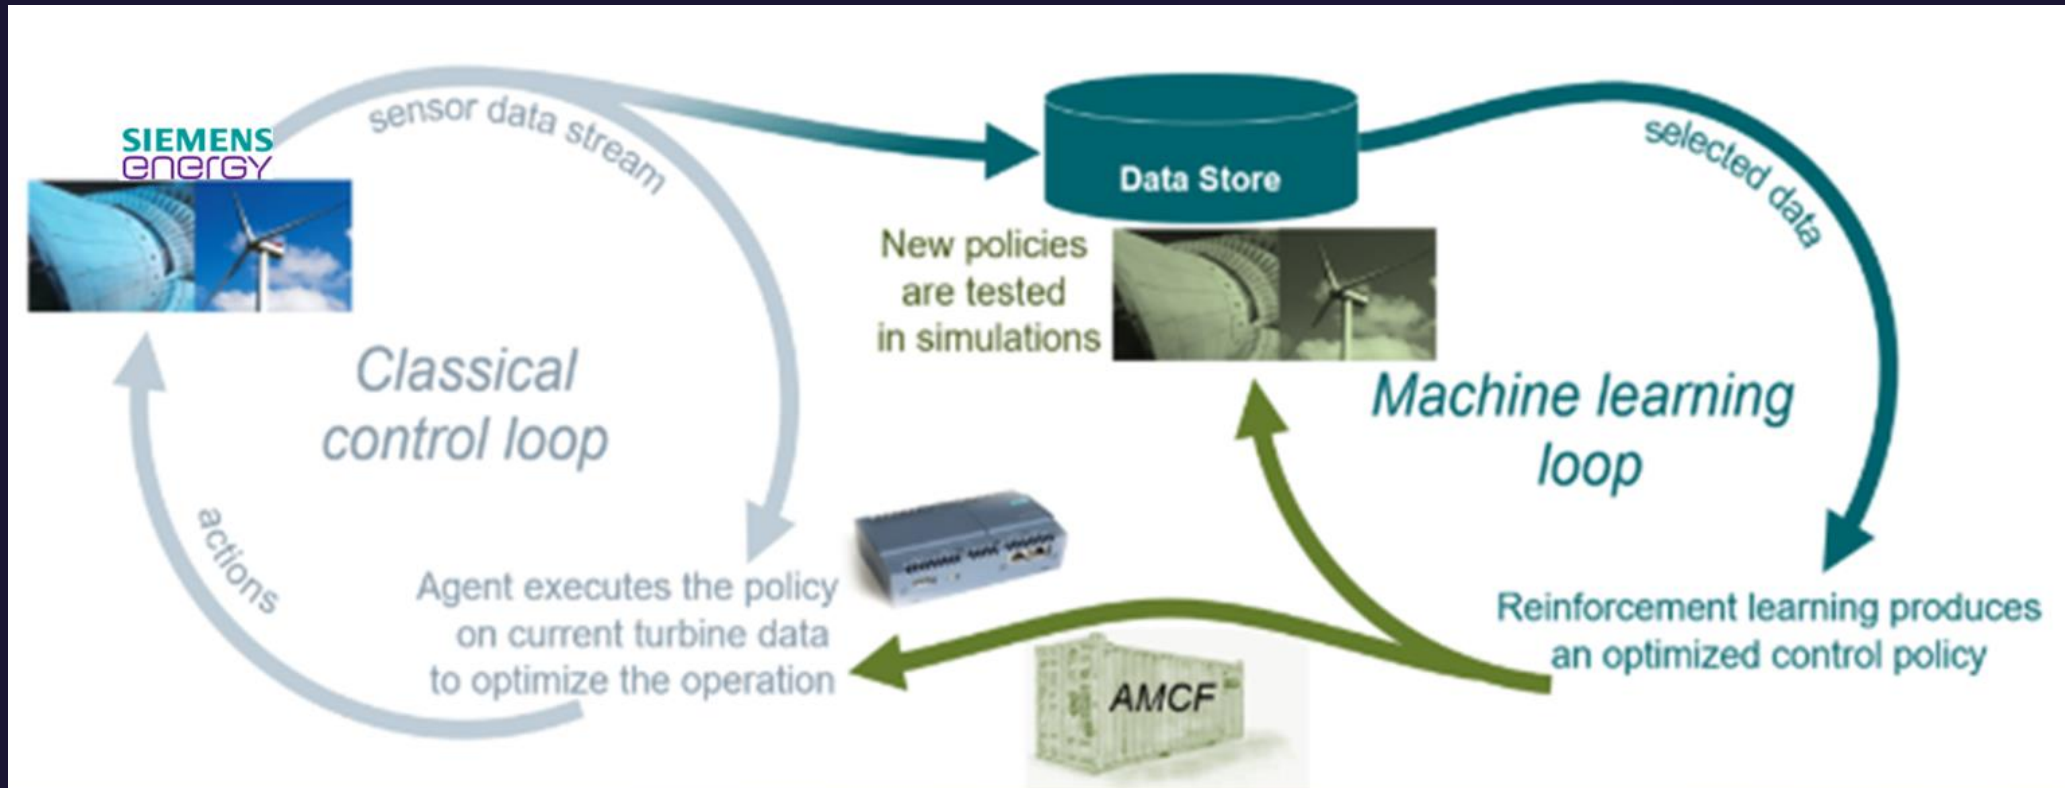 SIEMENS
energy
sensor data stream
Data Store
selected data
New policies
are tested
in simulations
Classical
control loop
Machine learning
loop
actions
Agent executes the policy
on current turbine data
to optimize the operation
AMCF
Reinforcement learning produces
an optimized control policy